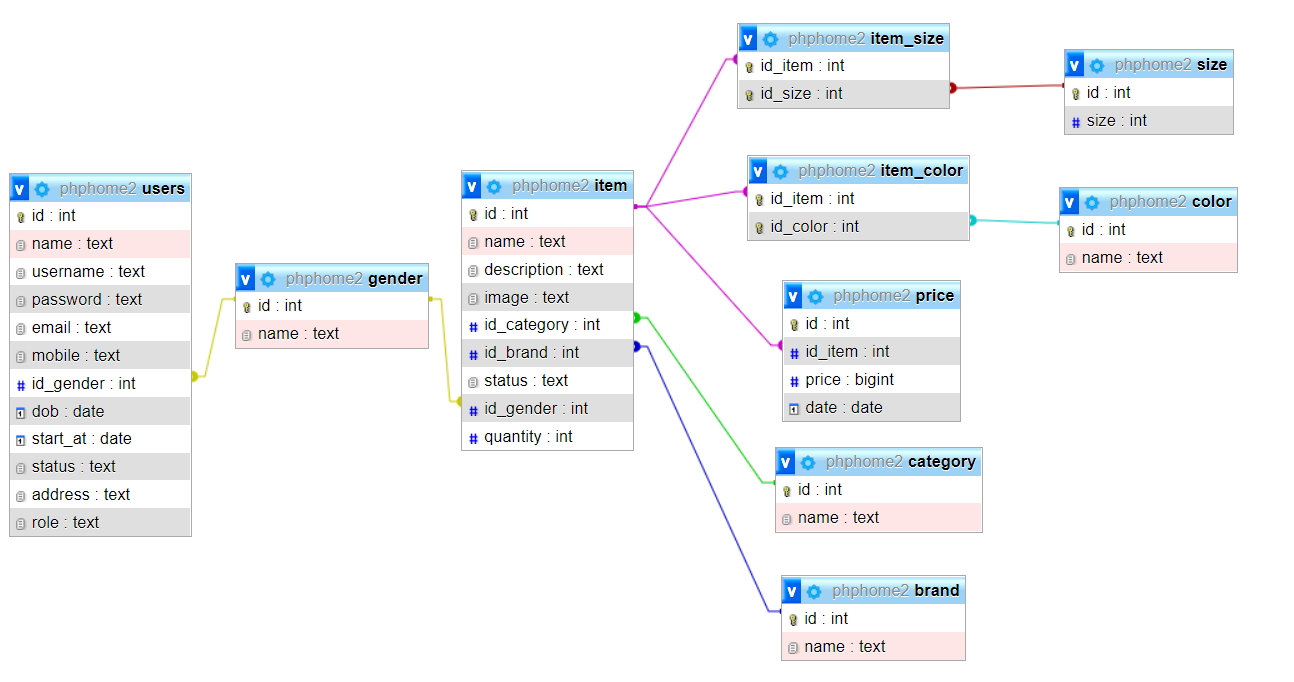 v phphome2 users
id : int
name : text
username : text
password : text
email : text
mobile : text
# id_gender : int
dob : date
start_at : date
status : text
address : text
role : text
v phphome2 gender
id : int
name : text
v phphome2 item
id : int
name : text
description : text
image : text
# id_category : int
# id_brand : int
status : text
# id_gender : int
# quantity : int
v phphome2 item_size
id_item : int
id_size : int
v phphome2 size
id : int
# size : int
v phphome2 item_color
id_item : int
id_color : int
v phphome2 color
id : int
name : text
v phphome2 price
id : int
# id_item : int
# price : bigint
date : date
v phphome2 category
id : int
name : text
v phphome2 brand
id : int
name : text